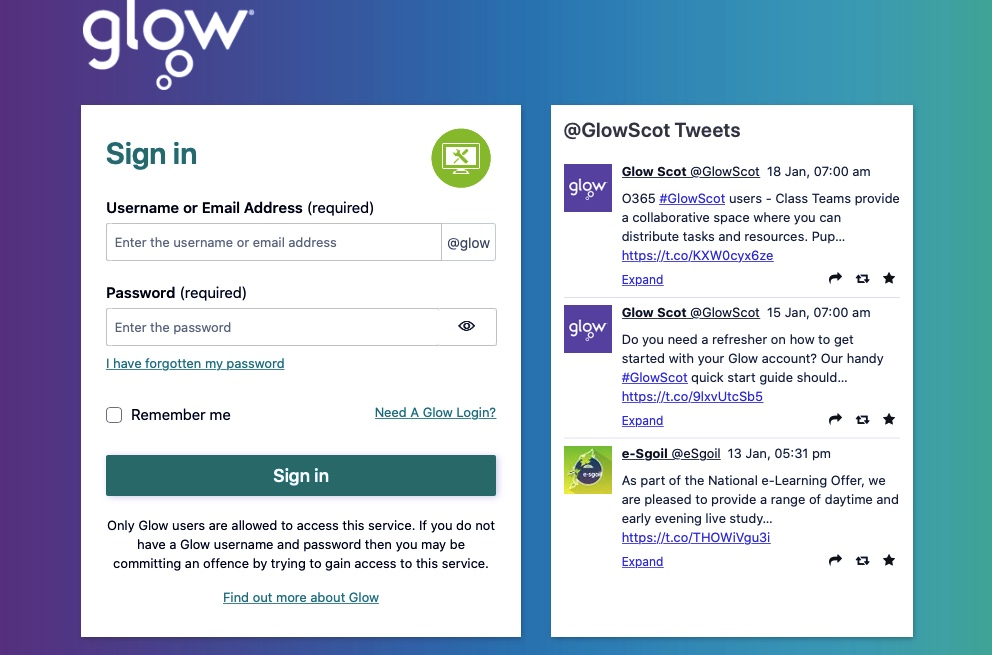 glow
Sign in
Username or Email Address (required)
Enter the username or email address
@glow
Password (required)
Enter the password
I have forgotten my password
Remember me
Need A Glow Login?
Sign in
Only Glow users are allowed to access this service. If you do not
have a Glow username and password then you may be
committing an offence by trying to gain access to this service.
Find out more about Glow
@GlowScot Tweets
glow
Glow Scot @GlowScot 18 Jan, 07:00 am
O365 #GlowScot users - Class Teams provide
a collaborative space where you can
distribute tasks and resources. Pup...
https://t.co/KXW0cyx6ze
Expand
glow
Glow Scot @GlowScot 15 Jan, 07:00 am
Do you need a refresher on how to get
started with your Glow account? Our handy
#GlowScot quick start guide should...
https://t.co/9lxvUtcSb5
Expand
e-sgoil
e-Sgoil @eSgoil 13 Jan, 05:31 pm
As part of the National e-Learning Offer, we
are pleased to provide a range of daytime and
early evening live study...
https://t.co/THOWiVgu3i
Expand